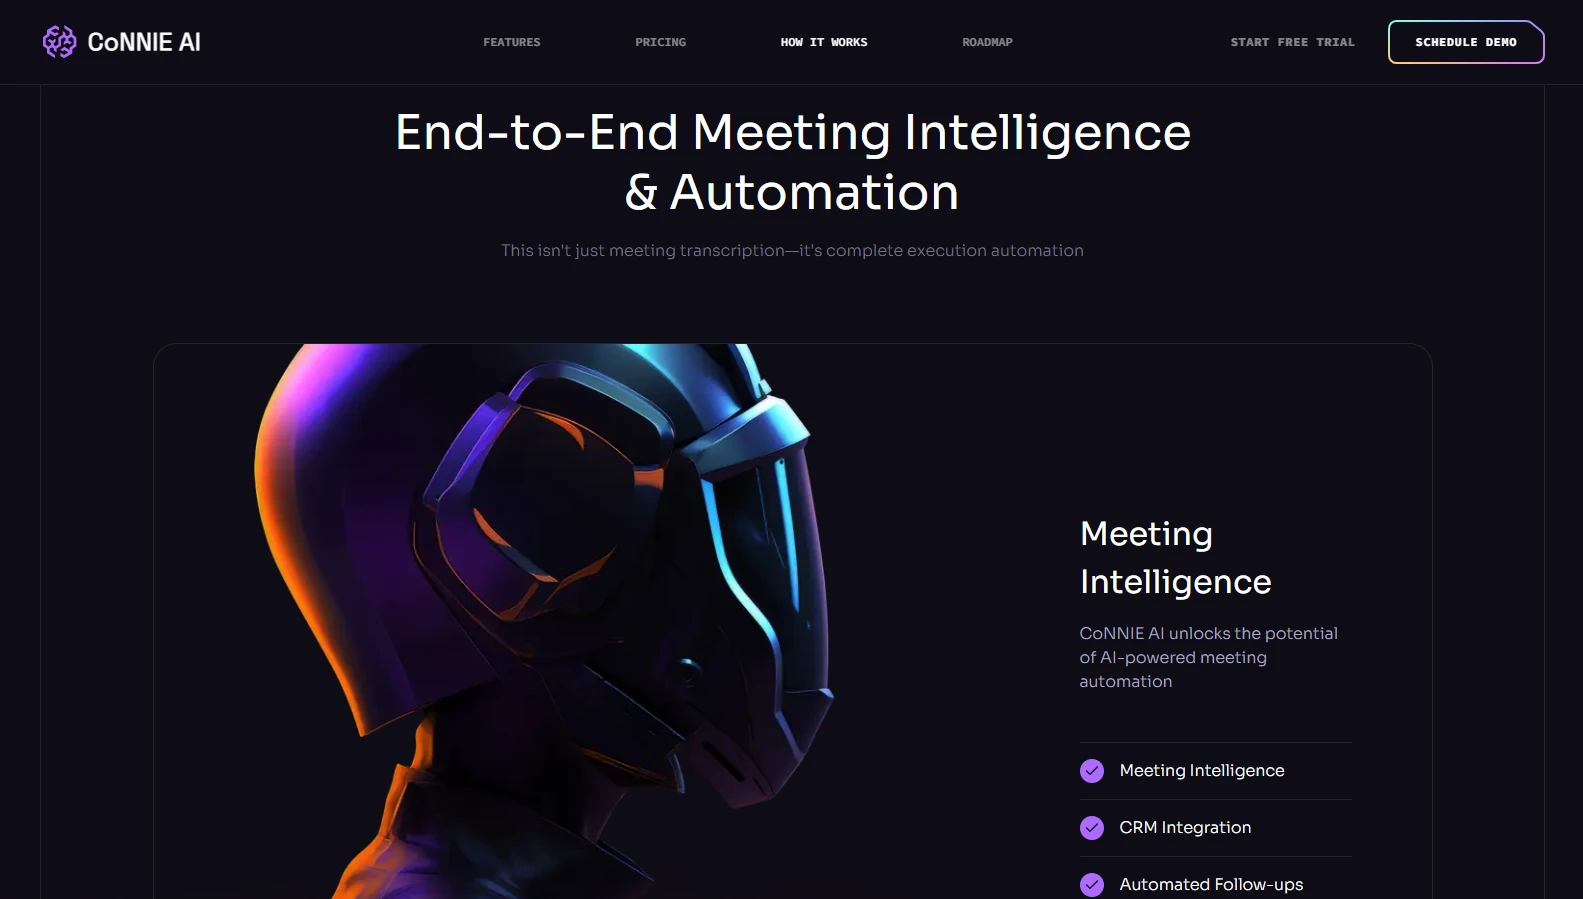 CoNNIE AI
FEATURES
PRICING
HOW IT WORKS
ROADMAP
START FREE TRIAL
SCHEDULE DEMO
End-to-End Meeting Intelligence
& Automation
This isn't just meeting transcription—it's complete execution automation
Meeting
Intelligence
CoNNIE AI unlocks the potential
of AI-powered meeting
automation
Meeting Intelligence
CRM Integration
Automated Follow-ups